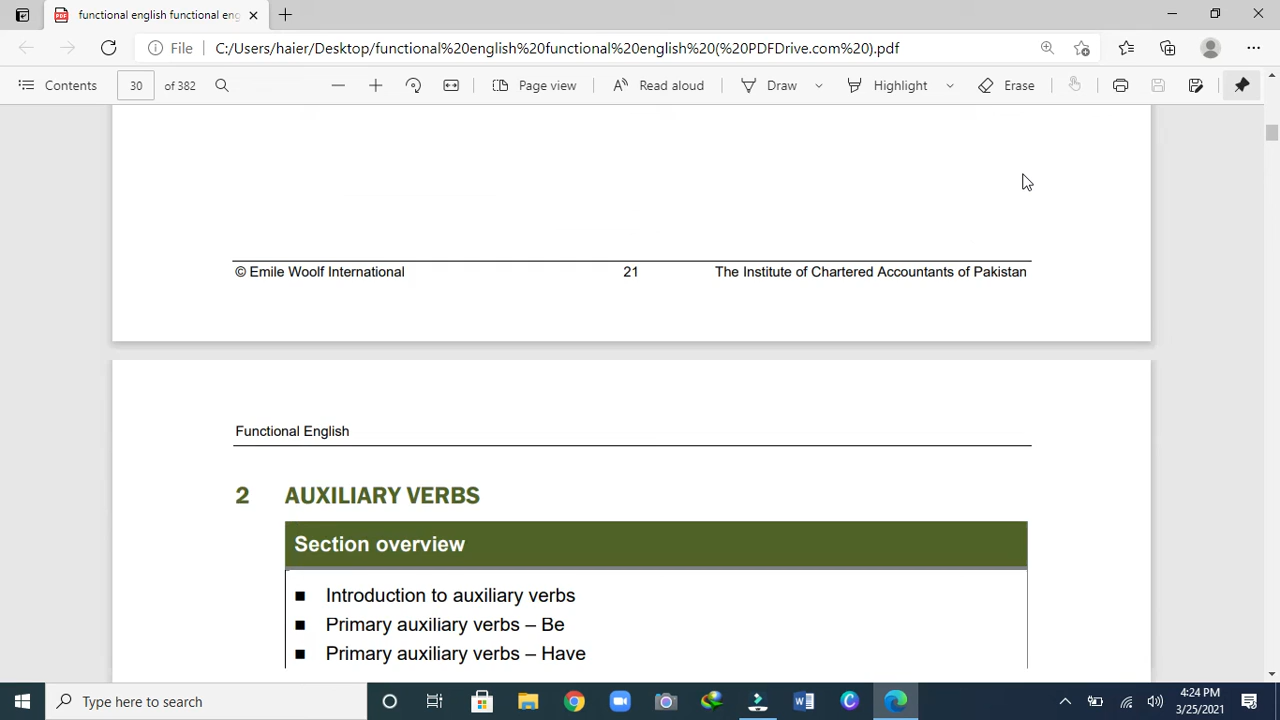 functional english functional eng
File
C:/Users/haier/Desktop/functional%20english%20functional%20english%20(%20PDFDrive.com%20).pdf
Contents
30
of 382
Page view
Read aloud
Draw
Highlight
Erase
© Emile Woolf International
21
The Institute of Chartered Accountants of Pakistan
Functional English
2 AUXILIARY VERBS
Section overview
■ Introduction to auxiliary verbs
■ Primary auxiliary verbs – Be
■ Primary auxiliary verbs – Have
Type here to search
4:24 PM
3/25/2021